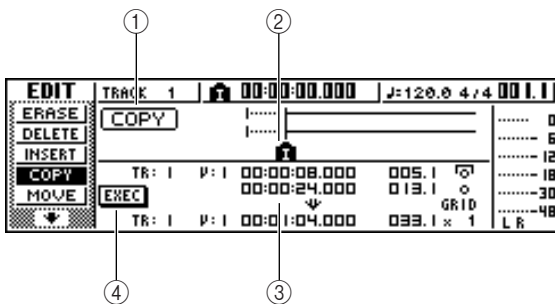 ① ②
EDIT TRACK 1 00:00:00.000 ♩=120.0 4/4 001.1
ERASE COPY 0
DELETE 6
INSERT 12
COPY TR: 1 V: 1 00:00:08.000 005.1 18
MOVE EXEC 00:00:24.000 013.1 30
GRID 48
TR: 1 V: 1 00:01:04.000 033.1 × 1 L R
④ ③